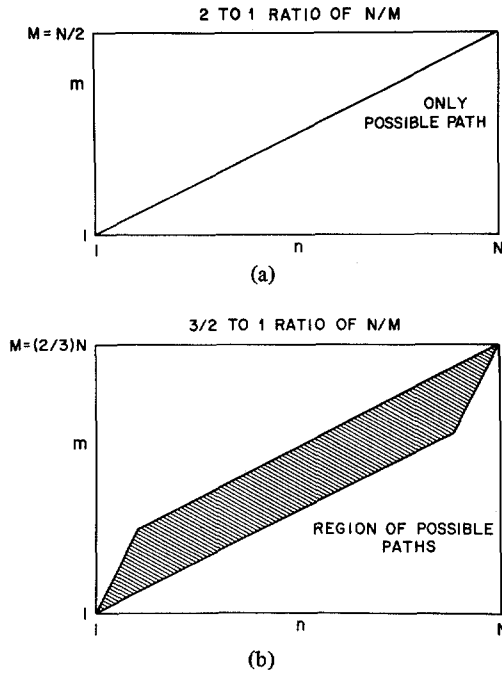 2 TO 1 RATIO OF N/M
M = N/2
m
ONLY
POSSIBLE PATH
1
1
n
N
(a)
3/2 TO 1 RATIO OF N/M
M=(2/3)N
m
REGION OF POSSIBLE
PATHS
1
1
n
N
(b)